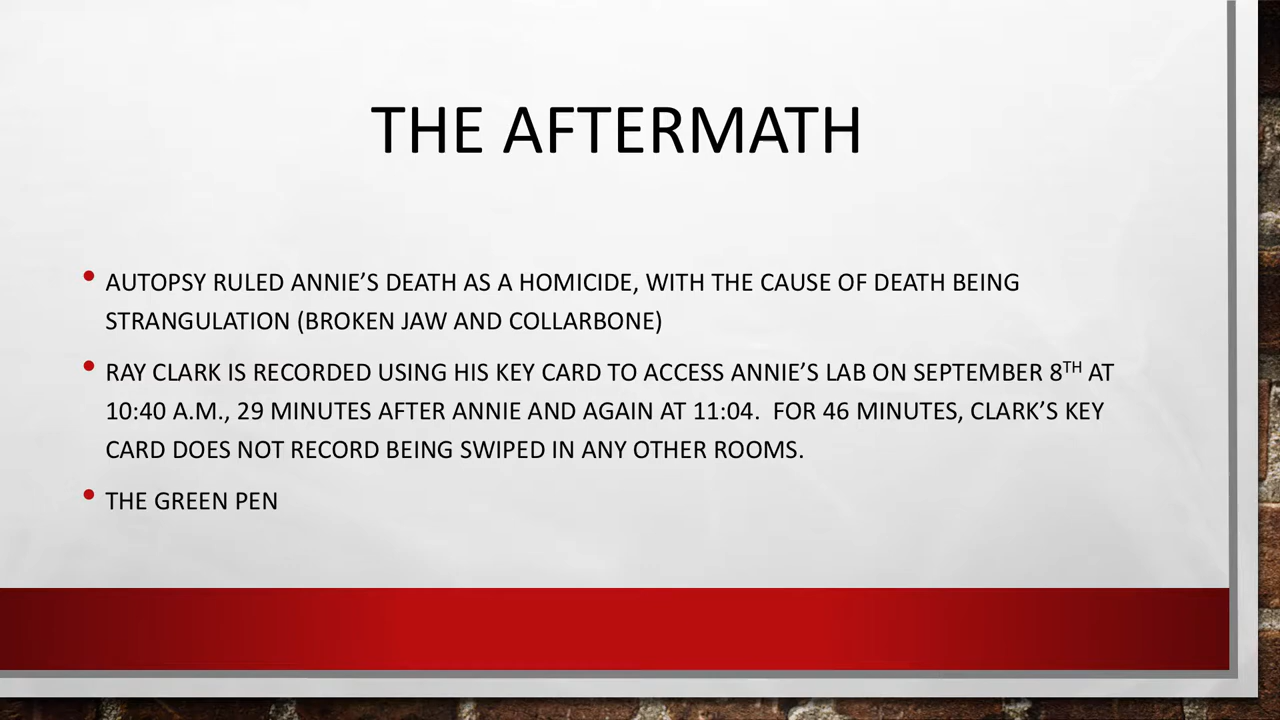 THE AFTERMATH
• AUTOPSY RULED ANNIE’S DEATH AS A HOMICIDE, WITH THE CAUSE OF DEATH BEING
STRANGULATION (BROKEN JAW AND COLLARBONE)
• RAY CLARK IS RECORDED USING HIS KEY CARD TO ACCESS ANNIE’S LAB ON SEPTEMBER 8TH AT
10:40 A.M., 29 MINUTES AFTER ANNIE AND AGAIN AT 11:04.  FOR 46 MINUTES, CLARK’S KEY
CARD DOES NOT RECORD BEING SWIPED IN ANY OTHER ROOMS.
• THE GREEN PEN